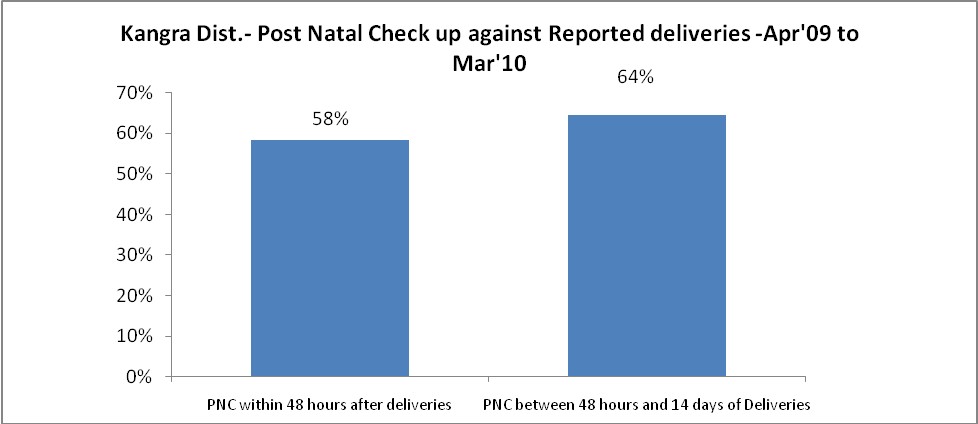 Kangra Dist.- Post Natal Check up against Reported deliveries -Apr'09 to
Mar'10
64%
70%
58%
60%
50%
40%
30%
20%
10%
0%
PNC within 48 hours after deliveries
PNC between 48 hours and 14 days of Deliveries